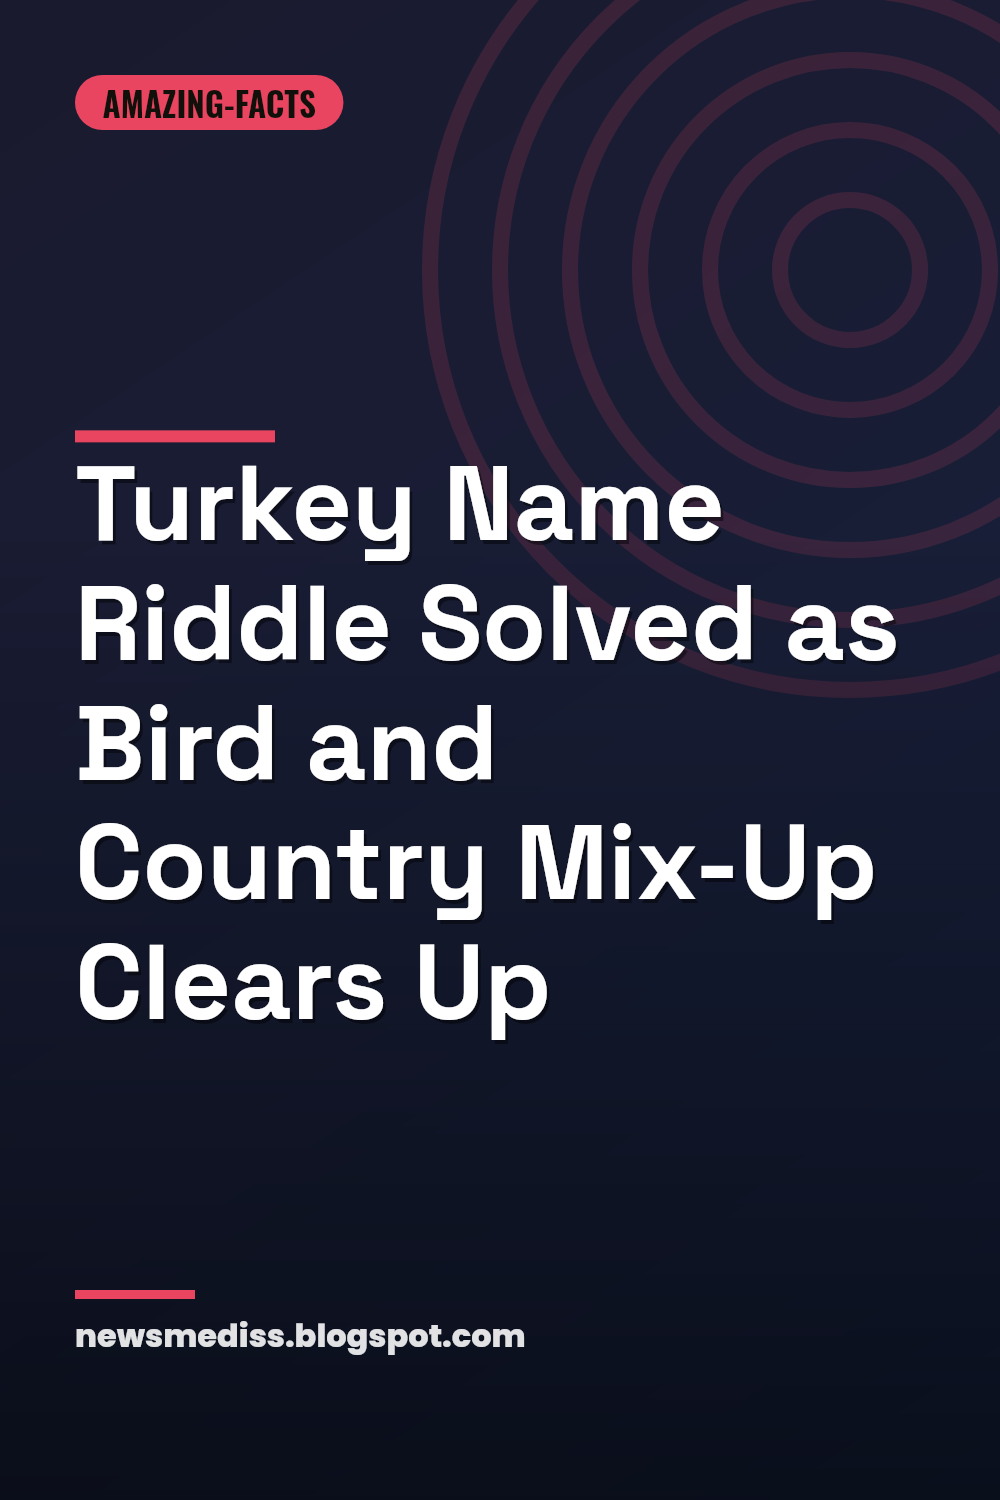 AMAZING-FACTS
Turkey Name
Riddle Solved as
Bird and
Country Mix-Up
Clears Up
newsmediss.blogspot.com